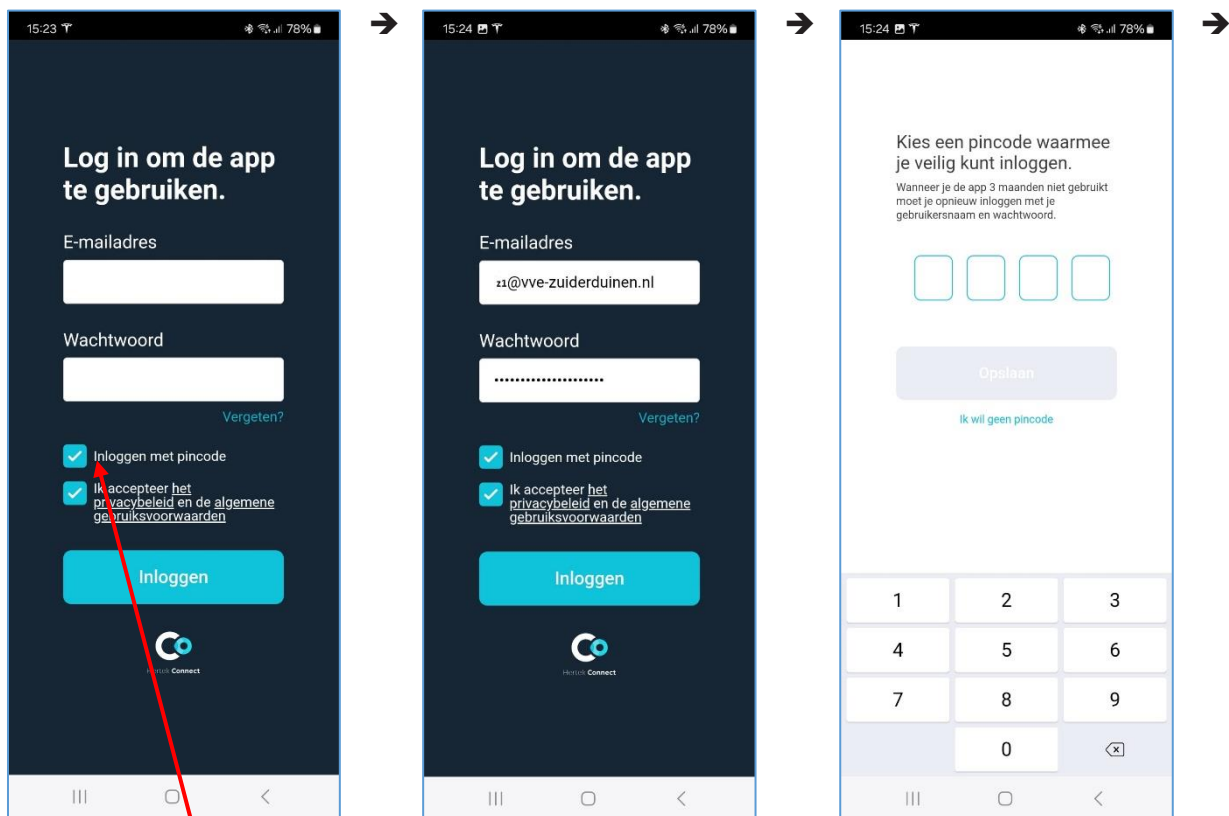 15:23
78%
Log in om de app
te gebruiken.
E-mailadres
Wachtwoord
Vergeten?
Inloggen met pincode
Ik accepteer het
privacybeleid en de algemene
gebruiksvoorwaarden
Inloggen
Hertek Connect
15:24
78%
Log in om de app
te gebruiken.
E-mailadres
z1@vve-zuiderduinen.nl
Wachtwoord
•••••••••••••••••••••
Vergeten?
Inloggen met pincode
Ik accepteer het
privacybeleid en de algemene
gebruiksvoorwaarden
Inloggen
Hertek Connect
15:24
78%
Kies een pincode waarmee
je veilig kunt inloggen.
Wanneer je de app 3 maanden niet gebruikt
moet je opnieuw inloggen met je
gebruikersnaam en wachtwoord.
Opslaan
Ik wil geen pincode
1 2 3
4 5 6
7 8 9
0